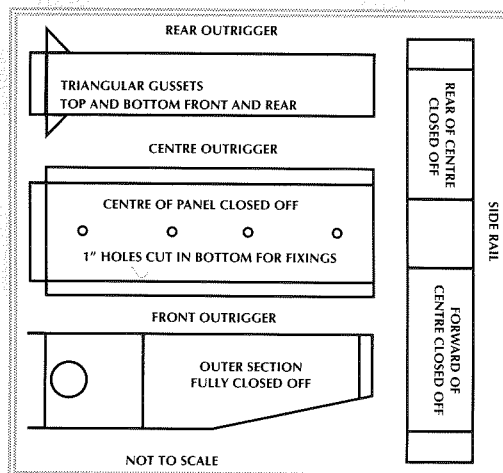 REAR OUTRIGGER
TRIANGULAR GUSSETS
TOP AND BOTTOM FRONT AND REAR
CENTRE OUTRIGGER
CENTRE OF PANEL CLOSED OFF
1" HOLES CUT IN BOTTOM FOR FIXINGS
FRONT OUTRIGGER
OUTER SECTION
FULLY CLOSED OFF
NOT TO SCALE
REAR OF CENTRE
CLOSED OFF
FORWARD OF
CENTRE CLOSED OFF
SIDE RAIL